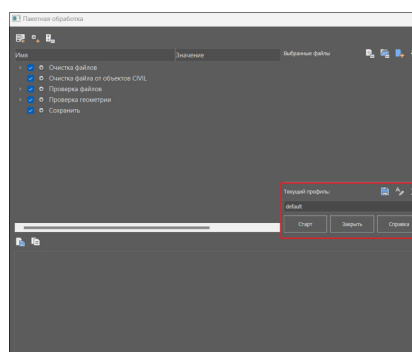 Пакетная обработка
Имя
Значение
Выбранные файлы
Очистка файлов
Очистка файла от объектов CIVIL
Проверка файлов
Проверка геометрии
Сохранить
Текущий профиль:
default
Старт
Закрыть
Справка